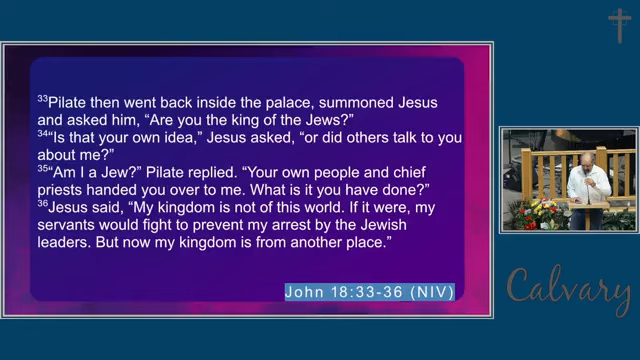 ³³Pilate then went back inside the palace, summoned Jesus
and asked him, “Are you the king of the Jews?”
³⁴“Is that your own idea,” Jesus asked, “or did others talk to you
about me?”
³⁵“Am I a Jew?” Pilate replied. “Your own people and chief
priests handed you over to me. What is it you have done?”
³⁶Jesus said, “My kingdom is not of this world. If it were, my
servants would fight to prevent my arrest by the Jewish
leaders. But now my kingdom is from another place.”
John 18:33-36 (NIV)
Calvary